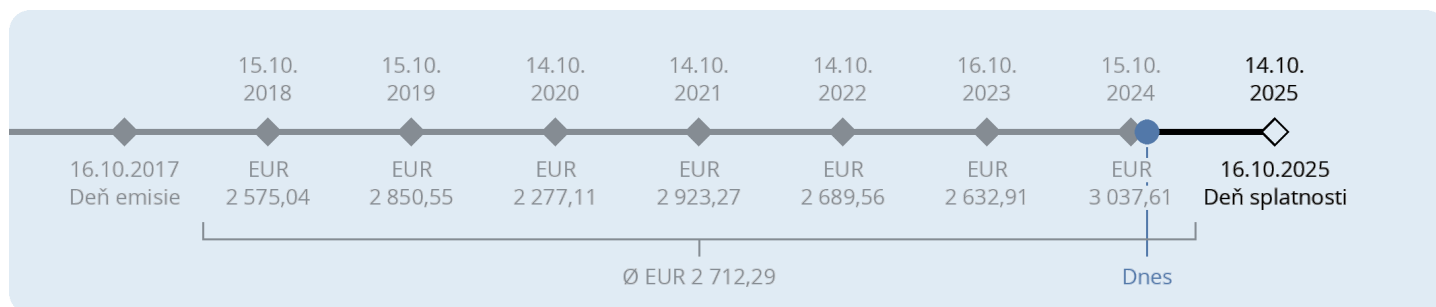 15.10.
2018
15.10.
2019
14.10.
2020
14.10.
2021
14.10.
2022
16.10.
2023
15.10.
2024
14.10.
2025
16.10.2017
Deň emisie
EUR
2 575,04
EUR
2 850,55
EUR
2 277,11
EUR
2 923,27
EUR
2 689,56
EUR
2 632,91
EUR
3 037,61
16.10.2025
Deň splatnosti
Ø EUR 2 712,29
Dnes